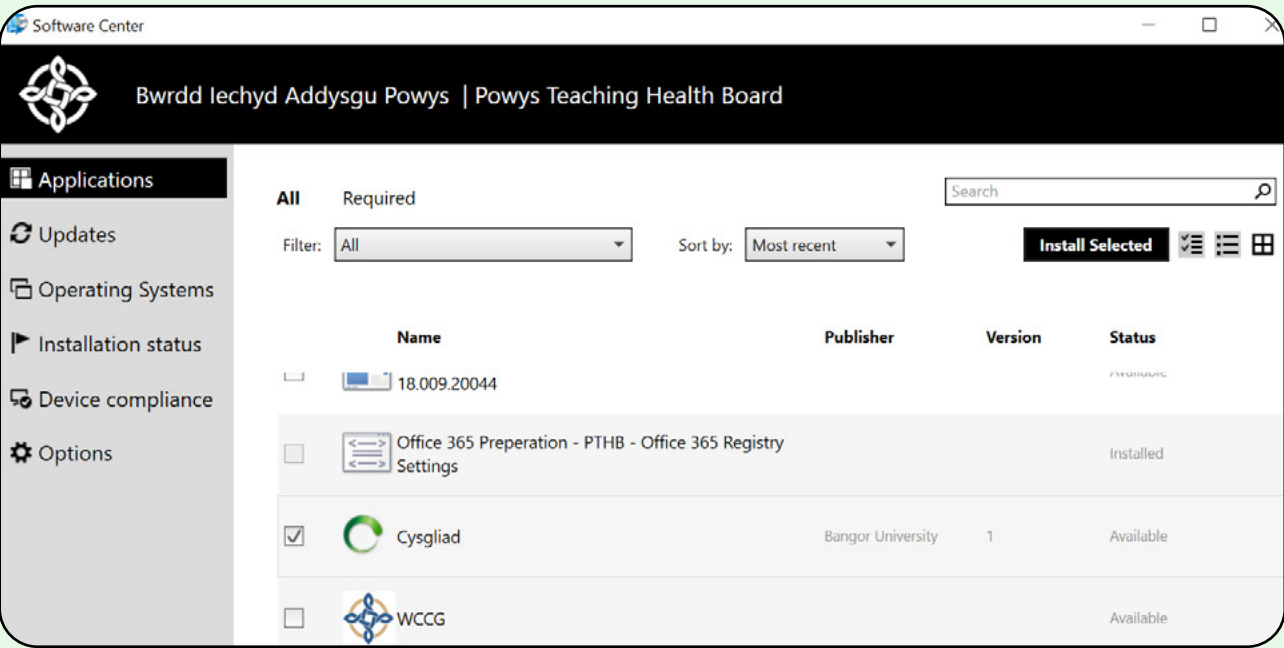 Software Center
Bwrdd Iechyd Addysgu Powys | Powys Teaching Health Board
Applications
Updates
Operating Systems
Installation status
Device compliance
Options
All Required
Search
Filter: All Sort by: Most recent
Install Selected
Name Publisher Version Status
18.009.20044 Available
Office 365 Preperation - PTHB - Office 365 Registry
Settings
Installed
Cysgliad Bangor University 1 Available
WCCG Available